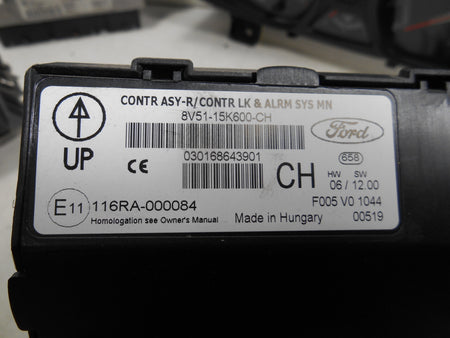 CONTR ASY-R/CONTR LK & ALRM SYS MN
8V51-15K600-CH
Ford
UP
CE
030168643901
CH
658
HW SW
06 / 12.00
E11 116RA-000084
F005 V0 1044
Homologation see Owner's Manual
Made in Hungary
00519